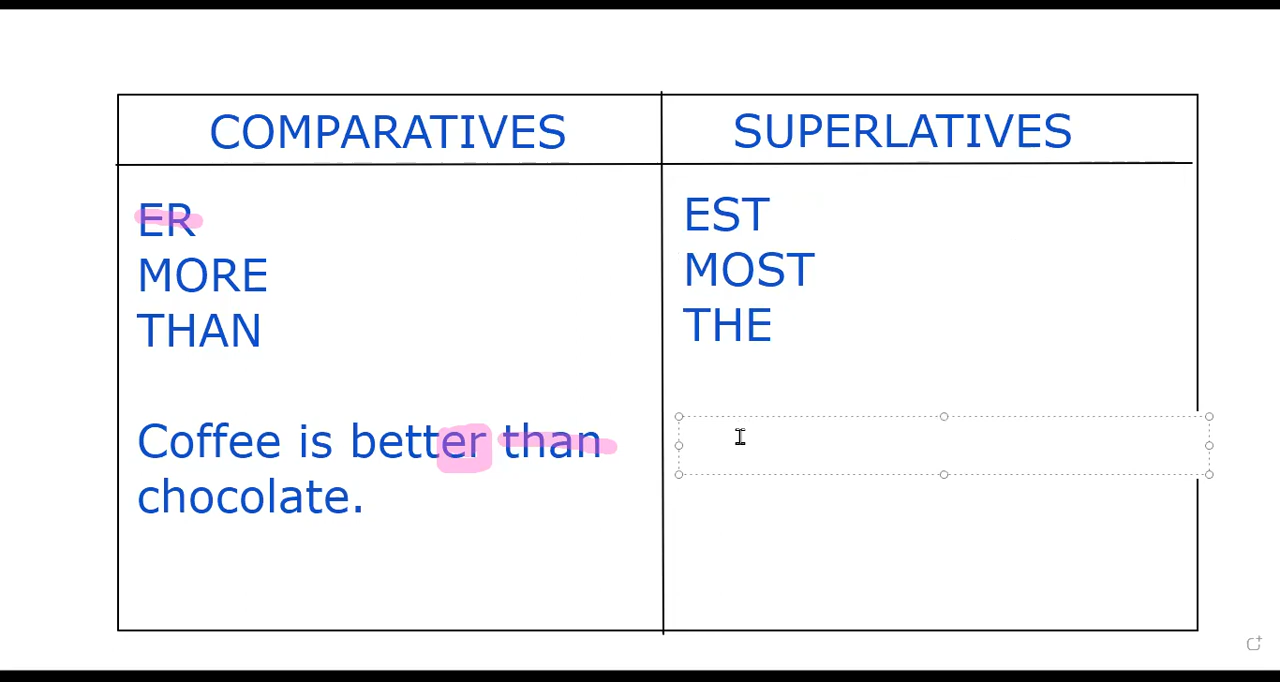 COMPARATIVES
ER
MORE
THAN
Coffee is better than
chocolate.
SUPERLATIVES
EST
MOST
THE